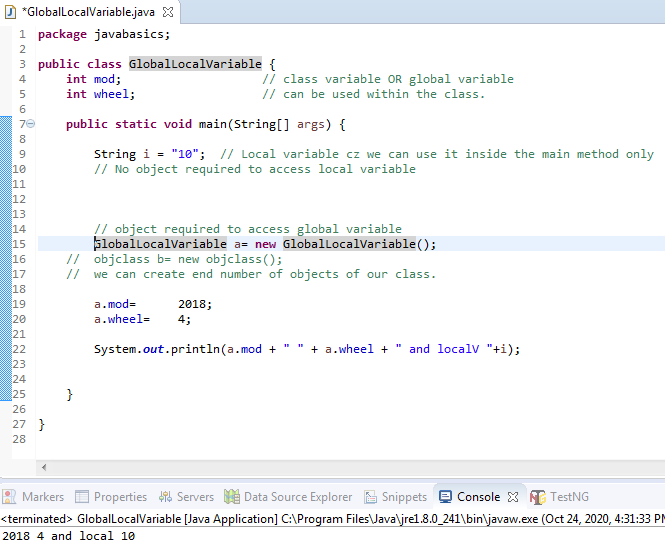 *GlobalLocalVariable.java
1 package javabasics;
2
3 public class GlobalLocalVariable {
4 int mod; // class variable OR global variable
5 int wheel; // can be used within the class.
6
7 public static void main(String[] args) {
8
9 String i = "10"; // Local variable cz we can use it inside the main method only
10 // No object required to access local variable
11
12
13
14 // object required to access global variable
15 GlobalLocalVariable a= new GlobalLocalVariable();
16 // objclass b= new objclass();
17 // we can create end number of objects of our class.
18
19 a.mod= 2018;
20 a.wheel= 4;
21
22 System.out.println(a.mod + " " + a.wheel + " and localV "+i);
23
24
25 }
26
27 }
28
Markers Properties Servers Data Source Explorer Snippets Console TestNG
<terminated> GlobalLocalVariable [Java Application] C:\Program Files\Java\jre1.8.0_241\bin\javaw.exe (Oct 24, 2020, 4:31:33 PM
2018 4 and local 10